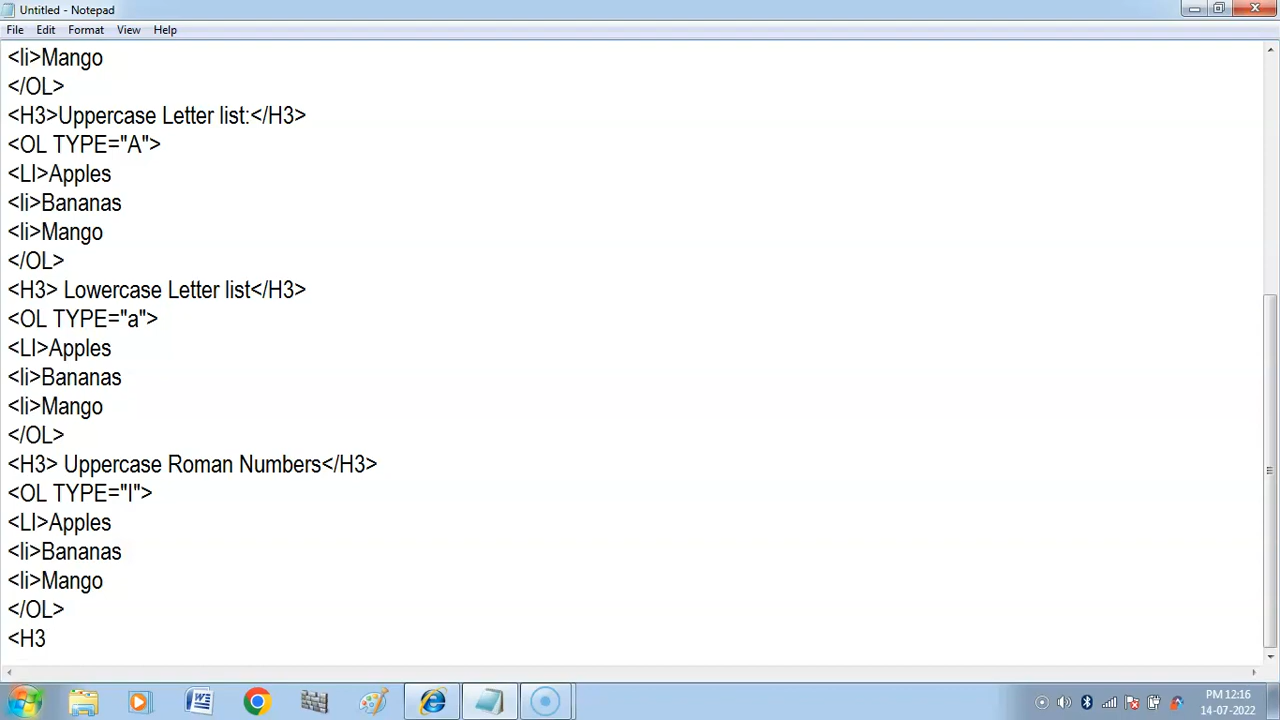 Untitled - Notepad
File Edit Format View Help
<li>Mango
</OL>
<H3>Uppercase Letter list:</H3>
<OL TYPE="A">
<LI>Apples
<li>Bananas
<li>Mango
</OL>
<H3> Lowercase Letter list</H3>
<OL TYPE="a">
<LI>Apples
<li>Bananas
<li>Mango
</OL>
<H3> Uppercase Roman Numbers</H3>
<OL TYPE="I">
<LI>Apples
<li>Bananas
<li>Mango
</OL>
<H3
PM 12:16
14-07-2022